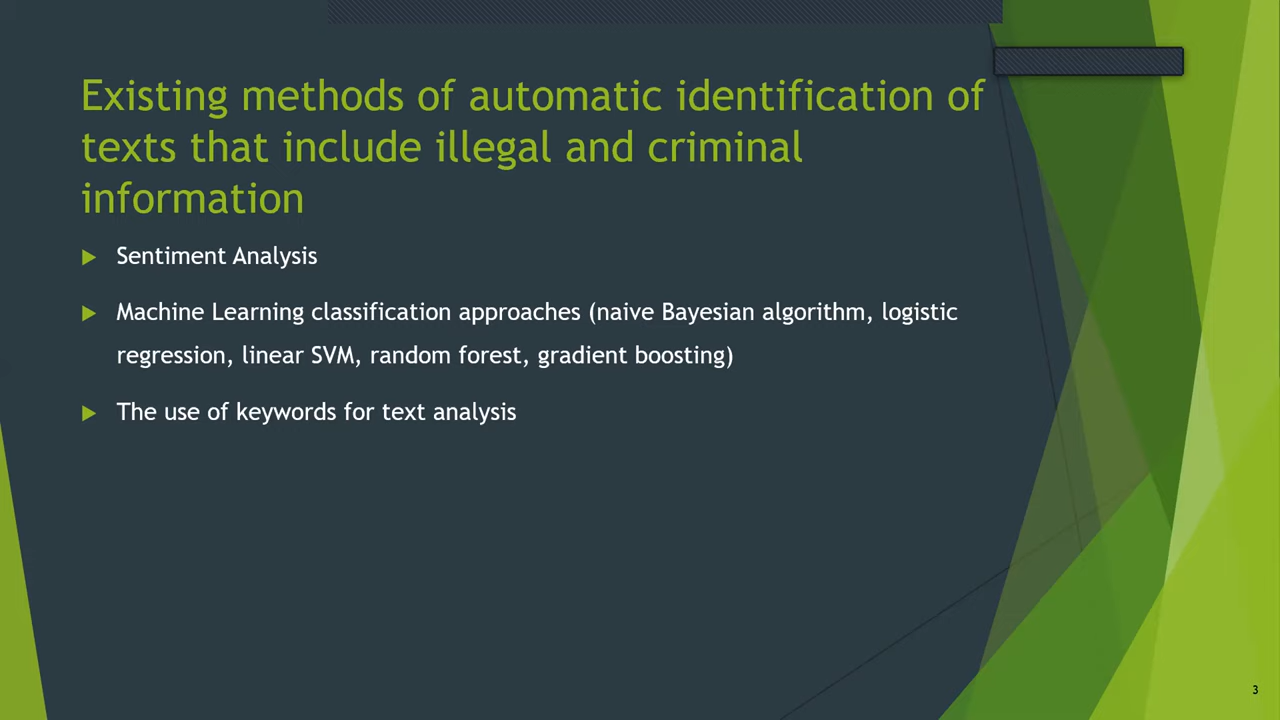 Existing methods of automatic identification of
texts that include illegal and criminal
information
Sentiment Analysis
Machine Learning classification approaches (naive Bayesian algorithm, logistic
regression, linear SVM, random forest, gradient boosting)
The use of keywords for text analysis
3